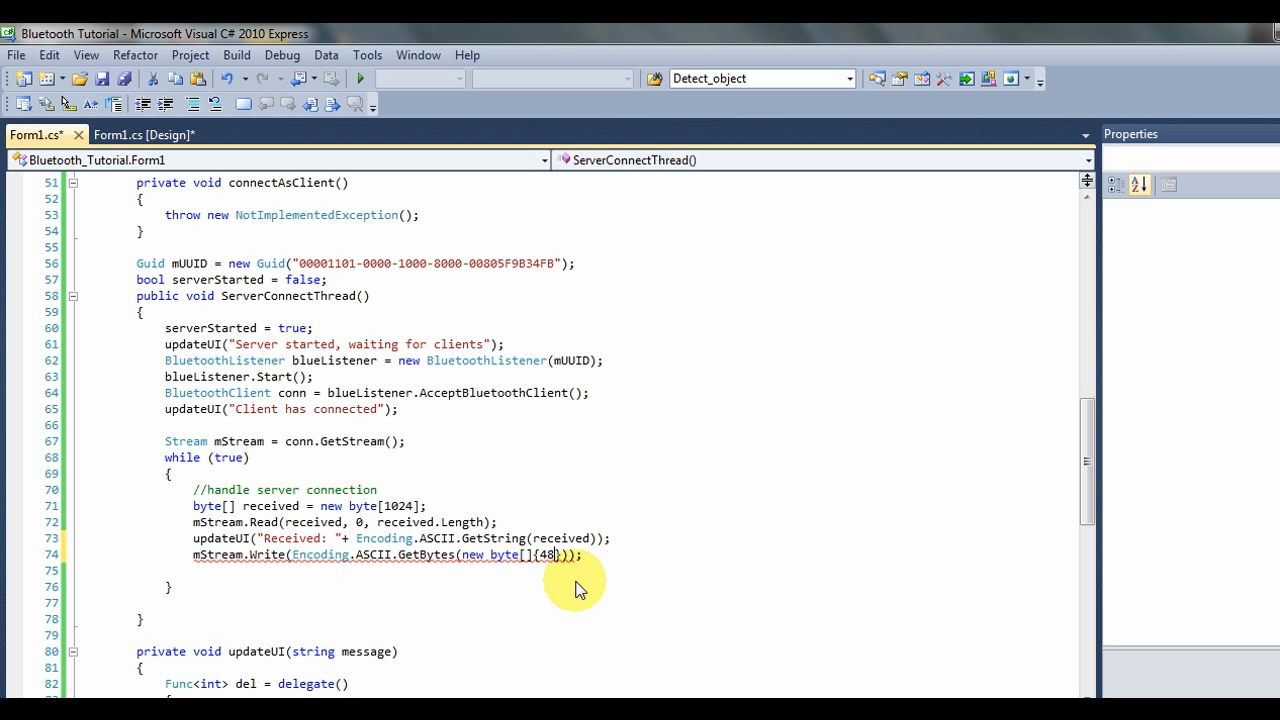 Bluetooth Tutorial - Microsoft Visual C# 2010 Express
File Edit View Refactor Project Build Debug Data Tools Window Help
Detect_object
Form1.cs* Form1.cs [Design]*
Properties
Bluetooth_Tutorial.Form1 ServerConnectThread()
51 private void connectAsClient()
52 {
53 throw new NotImplementedException();
54 }
55
56 Guid mUUID = new Guid("00001101-0000-1000-8000-00805F9B34FB");
57 bool serverStarted = false;
58 public void ServerConnectThread()
59 {
60 serverStarted = true;
61 updateUI("Server started, waiting for clients");
62 BluetoothListener blueListener = new BluetoothListener(mUUID);
63 blueListener.Start();
64 BluetoothClient conn = blueListener.AcceptBluetoothClient();
65 updateUI("Client has connected");
66
67 Stream mStream = conn.GetStream();
68 while (true)
69 {
70 //handle server connection
71 byte[] received = new byte[1024];
72 mStream.Read(received, 0, received.Length);
73 updateUI("Received: "+ Encoding.ASCII.GetString(received));
74 mStream.Write(Encoding.ASCII.GetBytes(new byte[]{48}));
75
76 }
77
78 }
79
80 private void updateUI(string message)
81 {
82 Func<int> del = delegate()